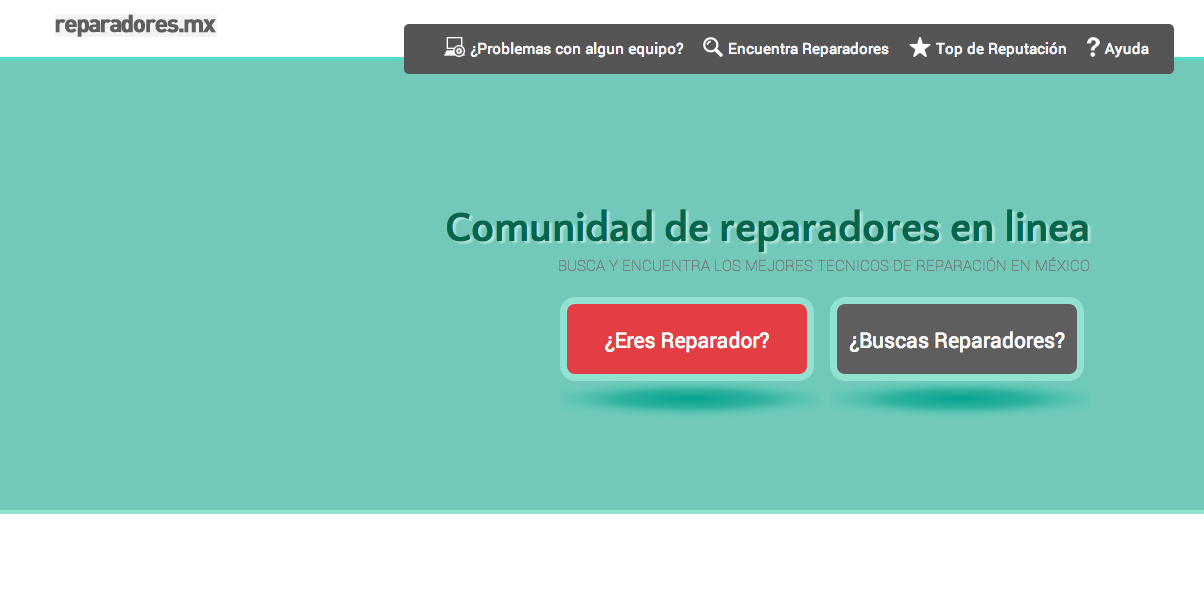 reparadores.mx
¿Problemas con algun equipo? Encuentra Reparadores Top de Reputación Ayuda
Comunidad de reparadores en linea
BUSCA Y ENCUENTRA LOS MEJORES TECNICOS DE REPARACIÓN EN MÉXICO
¿Eres Reparador? ¿Buscas Reparadores?